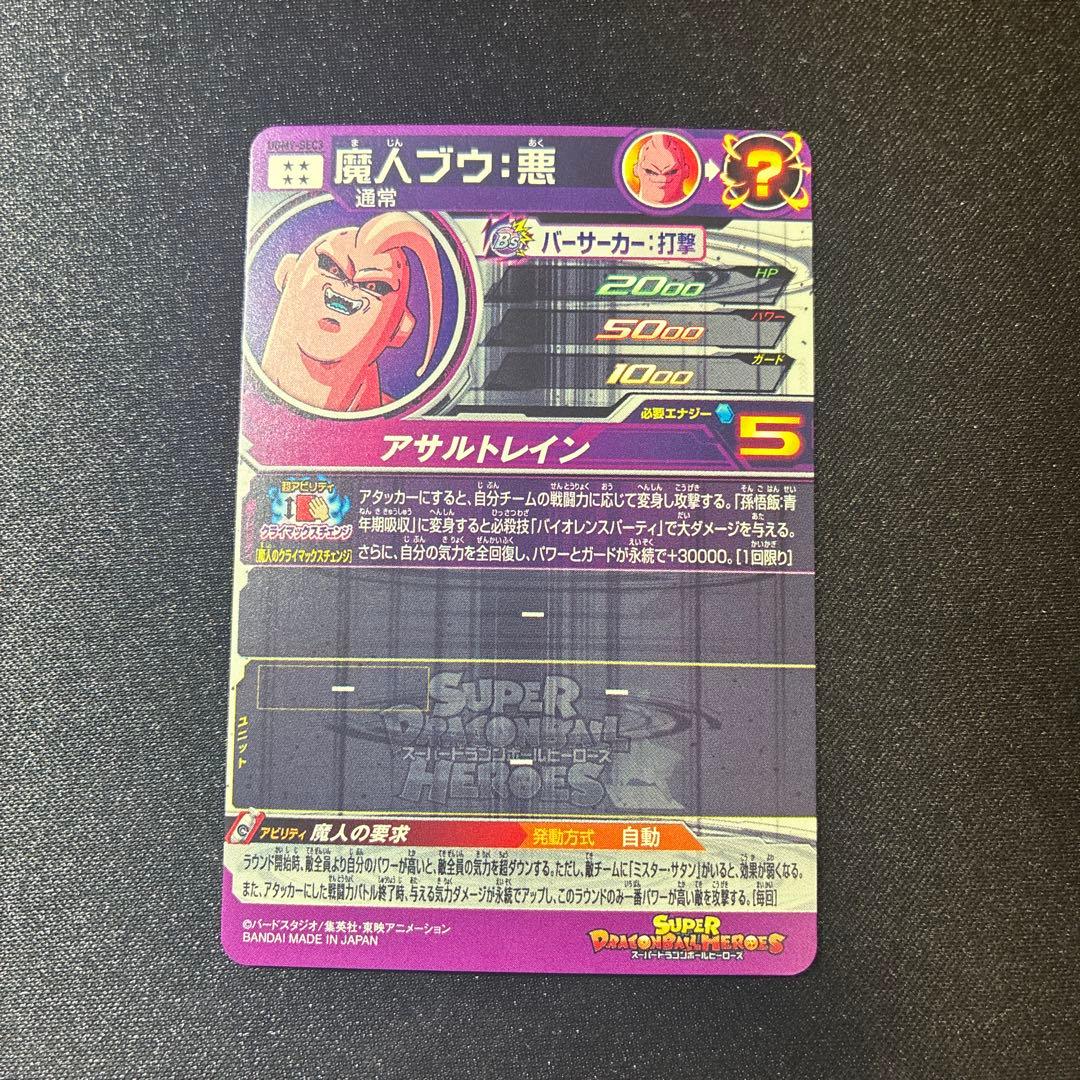 UGM1-SEC3
★★
★★
魔人ブウ:悪
ま じん あく
通常
?
Bs バーサーカー:打撃
HP
2000
パワー
5000
ガード
1000
必要エナジー 5
アサルトレイン
超アビリティ
クライマックスチェンジ
[魔人のクライマックスチェンジ]
アタッカーにすると、自分チームの戦闘力に応じて変身し攻撃する。「孫悟飯:青
年期吸収」に変身すると必殺技「バイオレンスパーティ」で大ダメージを与える。
さらに、自分の気力を全回復し、パワーとガードが永続で+30000。[1回限り]
ー
ユニット
ー ー
ー
SUPER
DRAGONBALL
スーパードラゴンボールヒーローズ
HEROES
アビリティ 魔人の要求 発動方式 自動
ラウンド開始時、敵全員より自分のパワーが高いと、敵全員の気力を超ダウンする。ただし、敵チームに「ミスター・サタン」がいると、効果が弱くなる。
また、アタッカーにした戦闘力バトル終了時、与える気力ダメージが永続でアップし、このラウンドのみ一番パワーが高い敵を攻撃する。[毎回]
©バードスタジオ/集英社・東映アニメーション
BANDAI MADE IN JAPAN
SUPER
DRAGONBALL HEROES
スーパードラゴンボールヒーローズ